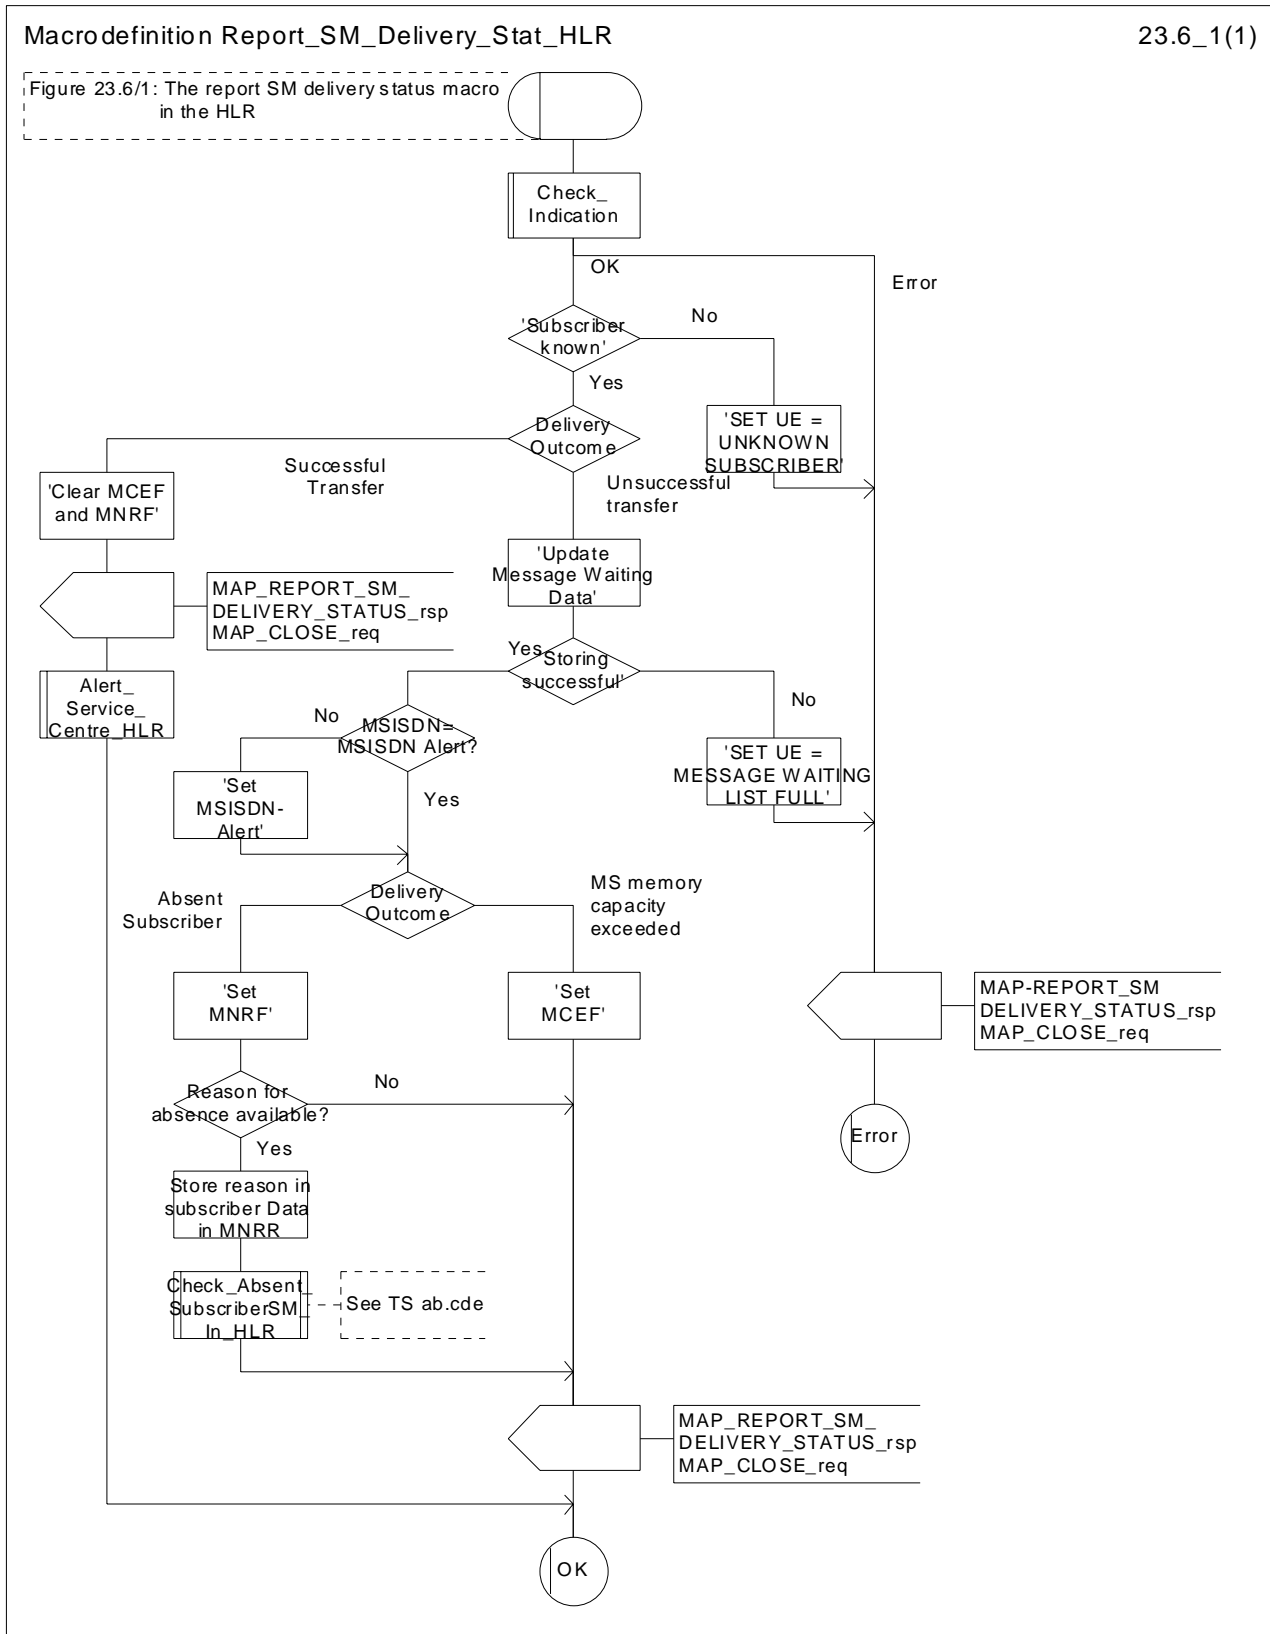 Macrodefinition Report_SM_Delivery_Stat_HLR
23.6_1(1)
Figure 23.6/1: The report SM delivery status macro
in the HLR
Check_
Indication
OK
Error
'Subscriber
known'
No
Yes
Delivery
Outcome
'SET UE =
UNKNOWN
SUBSCRIBER'
Successful
Transfer
Unsuccessful
transfer
'Clear MCEF
and MNRF'
'Update
Message Waiting
Data'
MAP_REPORT_SM_
DELIVERY_STATUS_rsp
MAP_CLOSE_req
Yes
'Storing
successful'
No
Alert_
Service_
Centre_HLR
No
MSISDN=
MSISDN Alert?
'SET UE =
MESSAGE WAITING
LIST FULL'
'Set
MSISDN-
Alert'
Yes
Absent
Subscriber
Delivery
Outcome
MS memory
capacity
exceeded
'Set
MNRF'
'Set
MCEF'
MAP-REPORT_SM
DELIVERY_STATUS_rsp
MAP_CLOSE_req
Reason for
absence available?
No
Error
Yes
Store reason in
subscriber Data
in MNRR
Check_Absent_
SubscriberSM_
In_HLR
See TS ab.cde
MAP_REPORT_SM_
DELIVERY_STATUS_rsp
MAP_CLOSE_req
OK